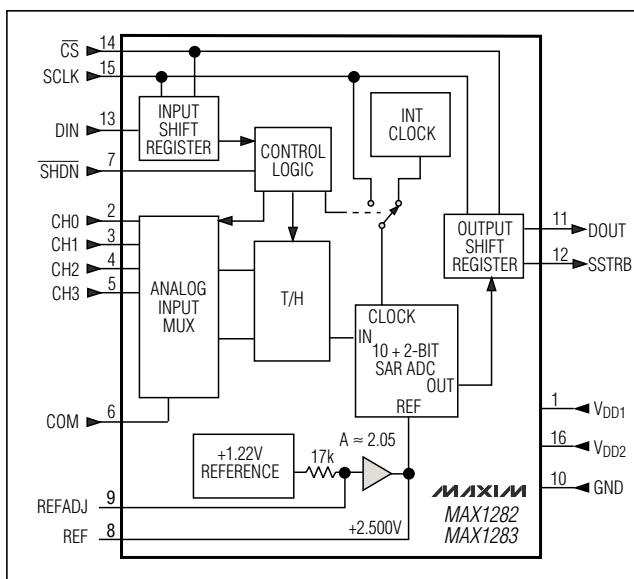 CS 14
SCLK 15
DIN 13
SHDN 7
CH0 2
CH1 3
CH2 4
CH3 5
COM 6
REFADJ 9
REF 8
INPUT
SHIFT
REGISTER
CONTROL
LOGIC
INT
CLOCK
ANALOG
INPUT
MUX
T/H
CLOCK
IN
10 + 2-BIT
SAR ADC
OUT
REF
OUTPUT
SHIFT
REGISTER
11 DOUT
12 SSTRB
+1.22V
REFERENCE
17k
A ≈ 2.05
+2.500V
1 VDD1
16 VDD2
10 GND
MAXIM
MAX1282
MAX1283